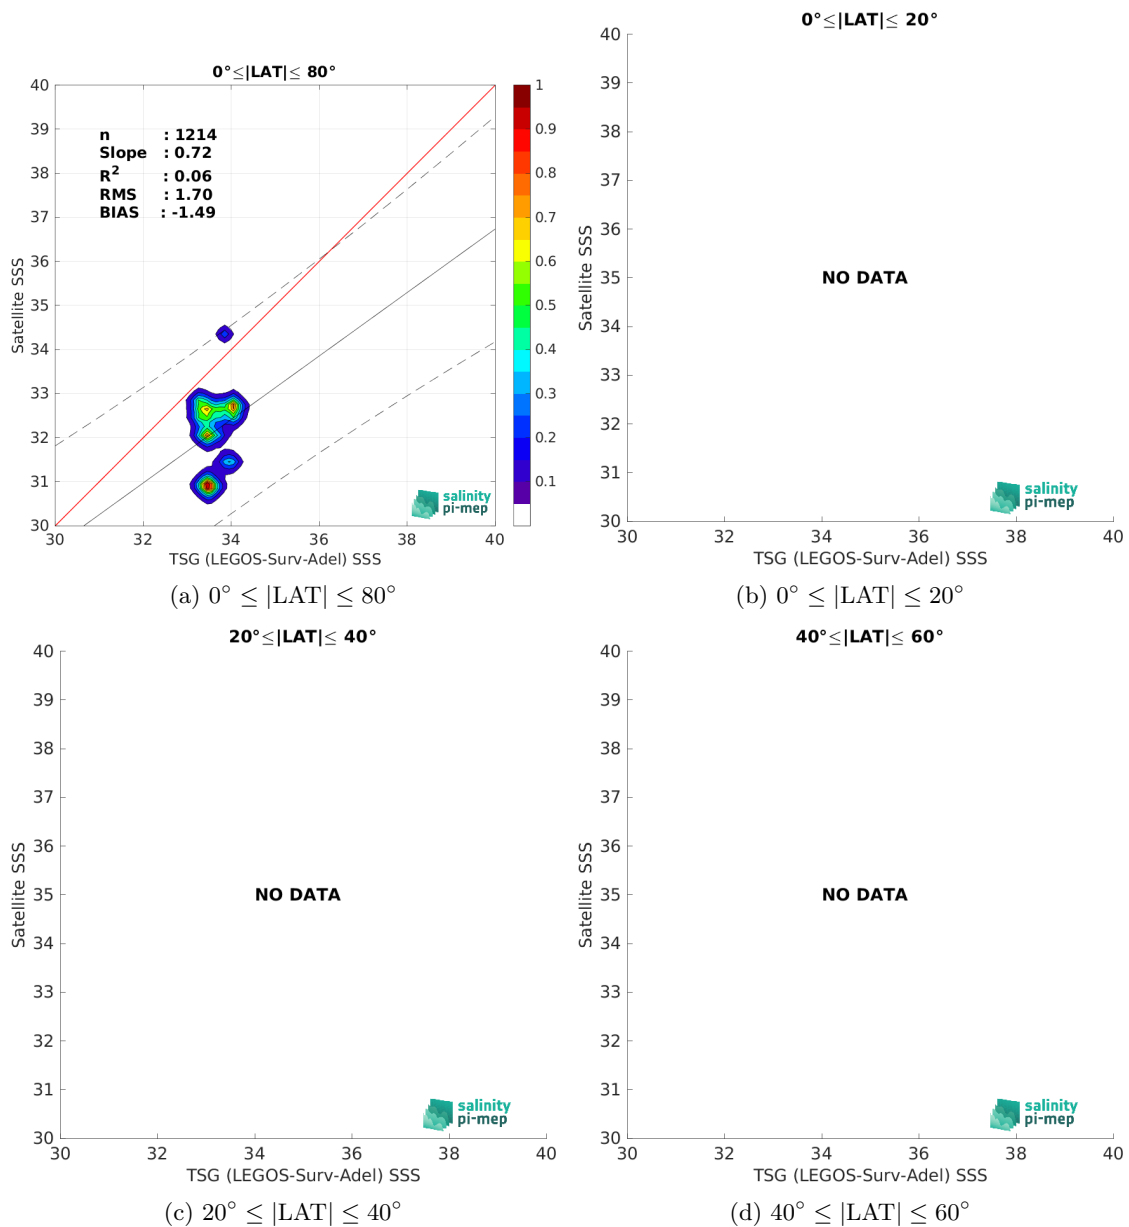 0°≤|LAT|≤ 80°
n : 1214
Slope : 0.72
R² : 0.06
RMS : 1.70
BIAS : -1.49
40
39
38
37
36
35
34
33
32
31
30
Satellite SSS
30 32 34 36 38 40
TSG (LEGOS-Surv-Adel) SSS
1
0.9
0.8
0.7
0.6
0.5
0.4
0.3
0.2
0.1
salinity
pi-mep
(a) 0° ≤ |LAT| ≤ 80°
0°≤|LAT|≤ 20°
40
39
38
37
36
35
34
33
32
31
30
Satellite SSS
NO DATA
salinity
pi-mep
30 32 34 36 38 40
TSG (LEGOS-Surv-Adel) SSS
(b) 0° ≤ |LAT| ≤ 20°
20°≤|LAT|≤ 40°
40
39
38
37
36
35
34
33
32
31
30
Satellite SSS
NO DATA
salinity
pi-mep
30 32 34 36 38 40
TSG (LEGOS-Surv-Adel) SSS
(c) 20° ≤ |LAT| ≤ 40°
40°≤|LAT|≤ 60°
40
39
38
37
36
35
34
33
32
31
30
Satellite SSS
NO DATA
salinity
pi-mep
30 32 34 36 38 40
TSG (LEGOS-Surv-Adel) SSS
(d) 40° ≤ |LAT| ≤ 60°